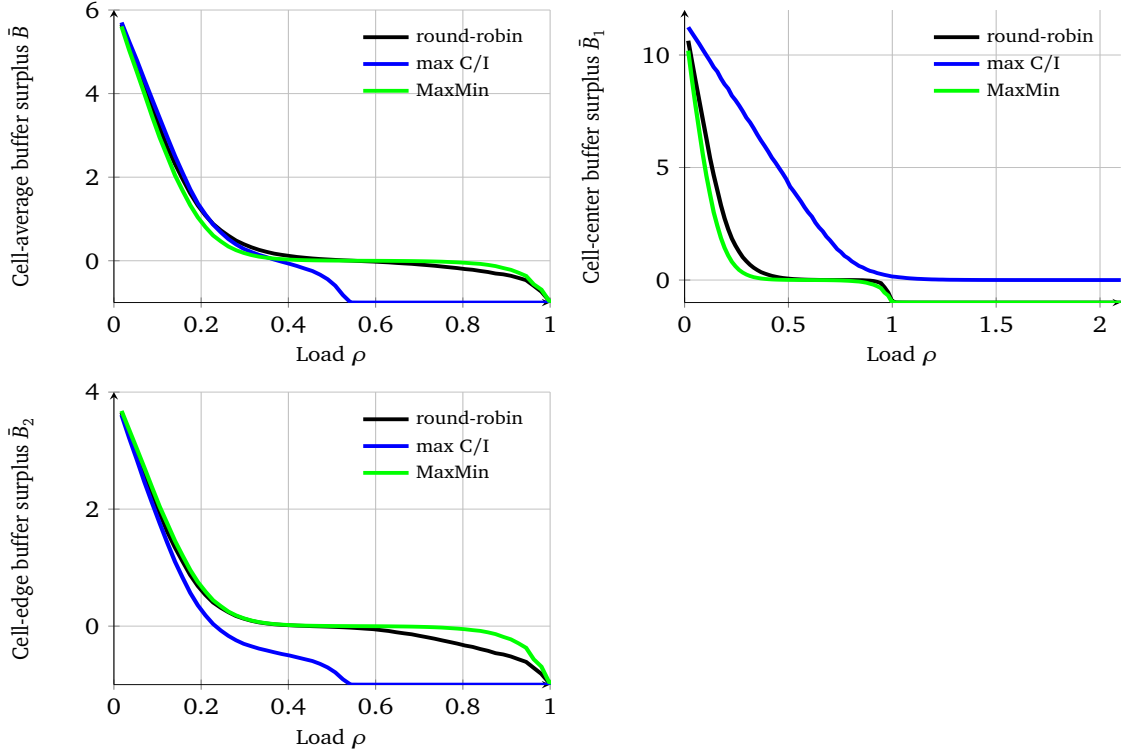 Cell-average buffer surplus B̄
6
4
2
0
0 0.2 0.4 0.6 0.8 1
Load ρ
round-robin
max C/I
MaxMin
Cell-center buffer surplus B̄₁
10
5
0
0 0.5 1 1.5 2
Load ρ
round-robin
max C/I
MaxMin
Cell-edge buffer surplus B̄₂
4
2
0
0 0.2 0.4 0.6 0.8 1
Load ρ
round-robin
max C/I
MaxMin